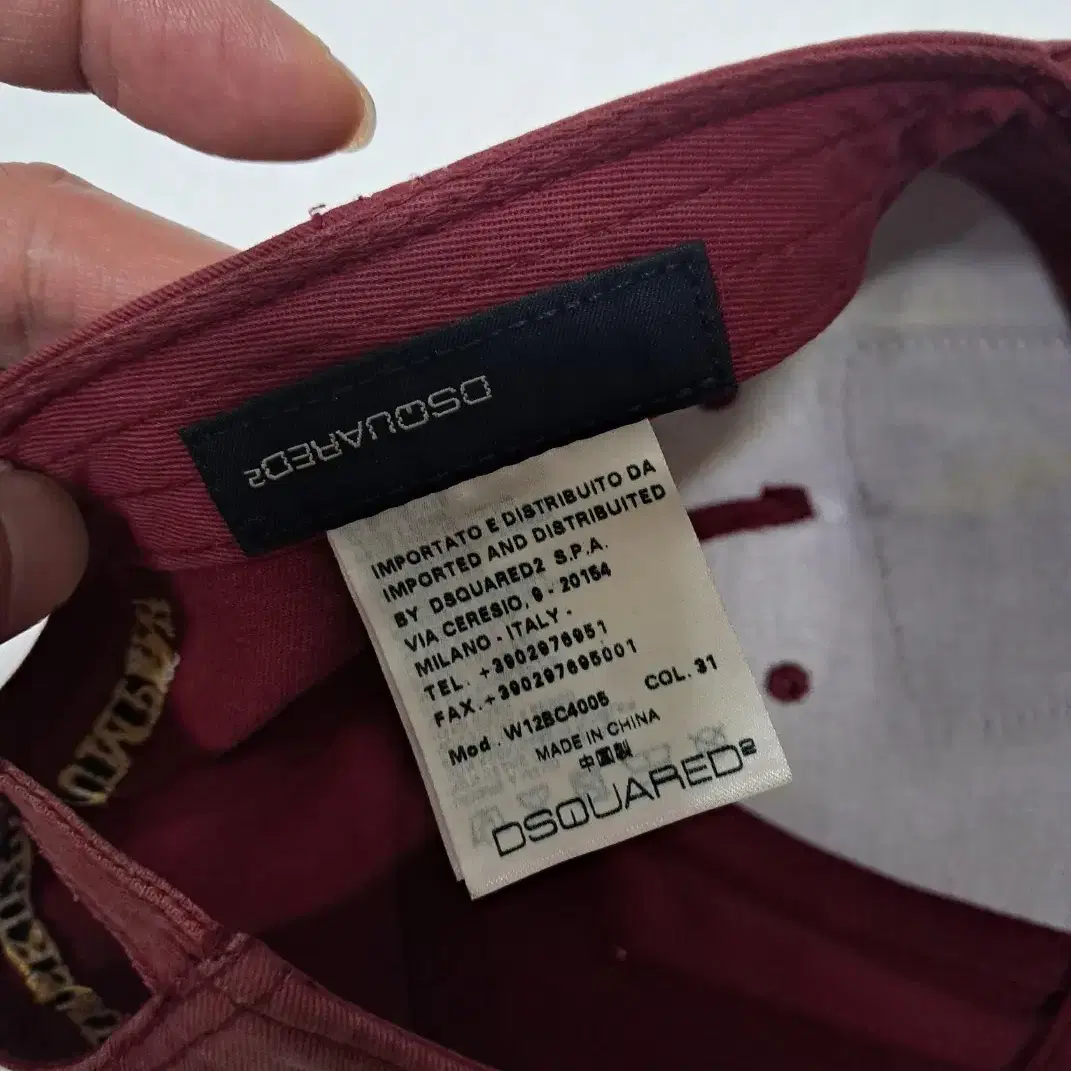 DSQUARED2
IMPORTATO E DISTRIBUITO DA
IMPORTED AND DISTRIBUITED
BY DSQUARED2 S.P.A.
VIA CERESIO, 9 - 20154
MILANO - ITALY -
TEL. +3902976951
FAX. +390297695001
Mod. W12BC4005 COL. 31
MADE IN CHINA
中國製
DSQUARED2